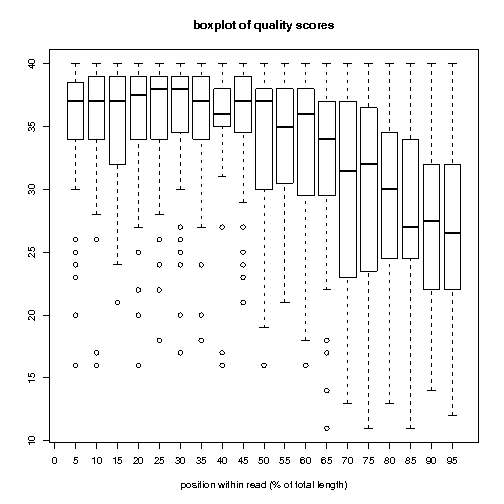 boxplot of quality scores
40
35
30
25
20
15
10
0 5 10 15 20 25 30 35 40 45 50 55 60 65 70 75 80 85 90 95
position within read (% of total length)